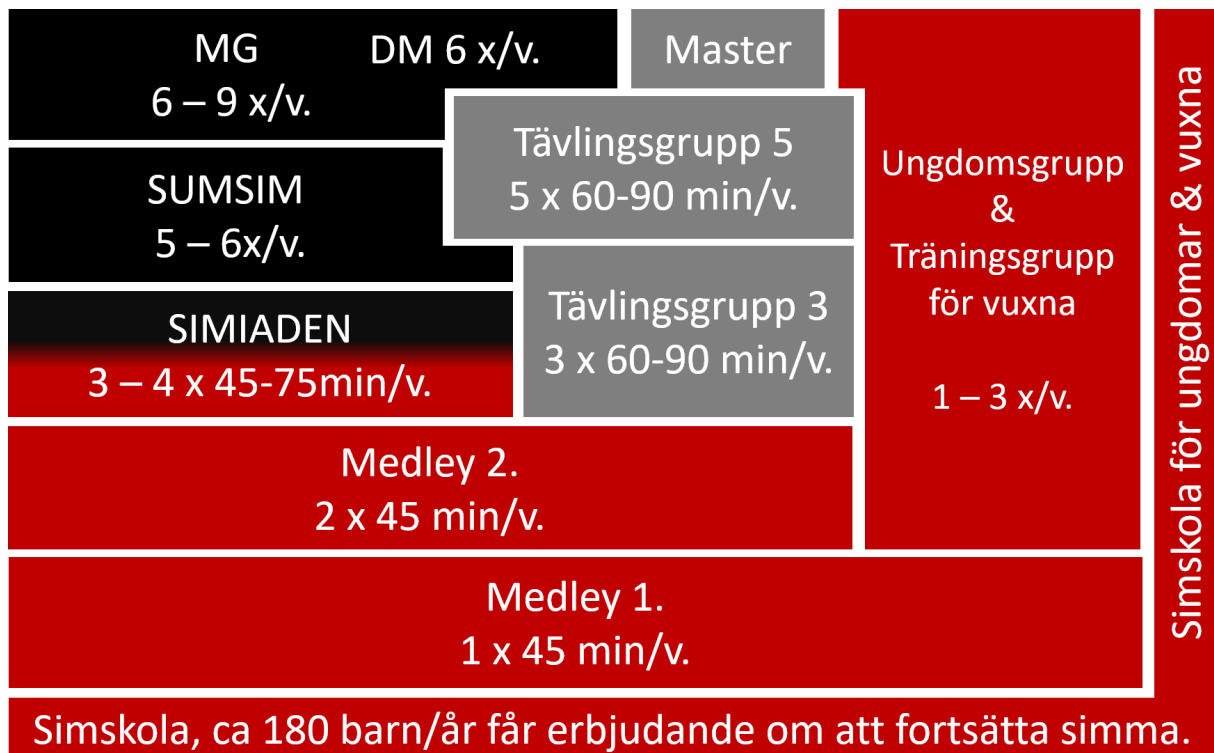 MG DM 6 x/v.
6 – 9 x/v.
Master
Tävlingsgrupp 5
5 x 60-90 min/v.
SUMSIM
5 – 6x/v.
Tävlingsgrupp 3
3 x 60-90 min/v.
SIMIADEN
3 – 4 x 45-75min/v.
Ungdomsgrupp
&
Träningsgrupp
för vuxna
1 – 3 x/v.
Simskola för ungdomar & vuxna
Medley 2.
2 x 45 min/v.
Medley 1.
1 x 45 min/v.
Simskola, ca 180 barn/år får erbjudande om att fortsätta simma.